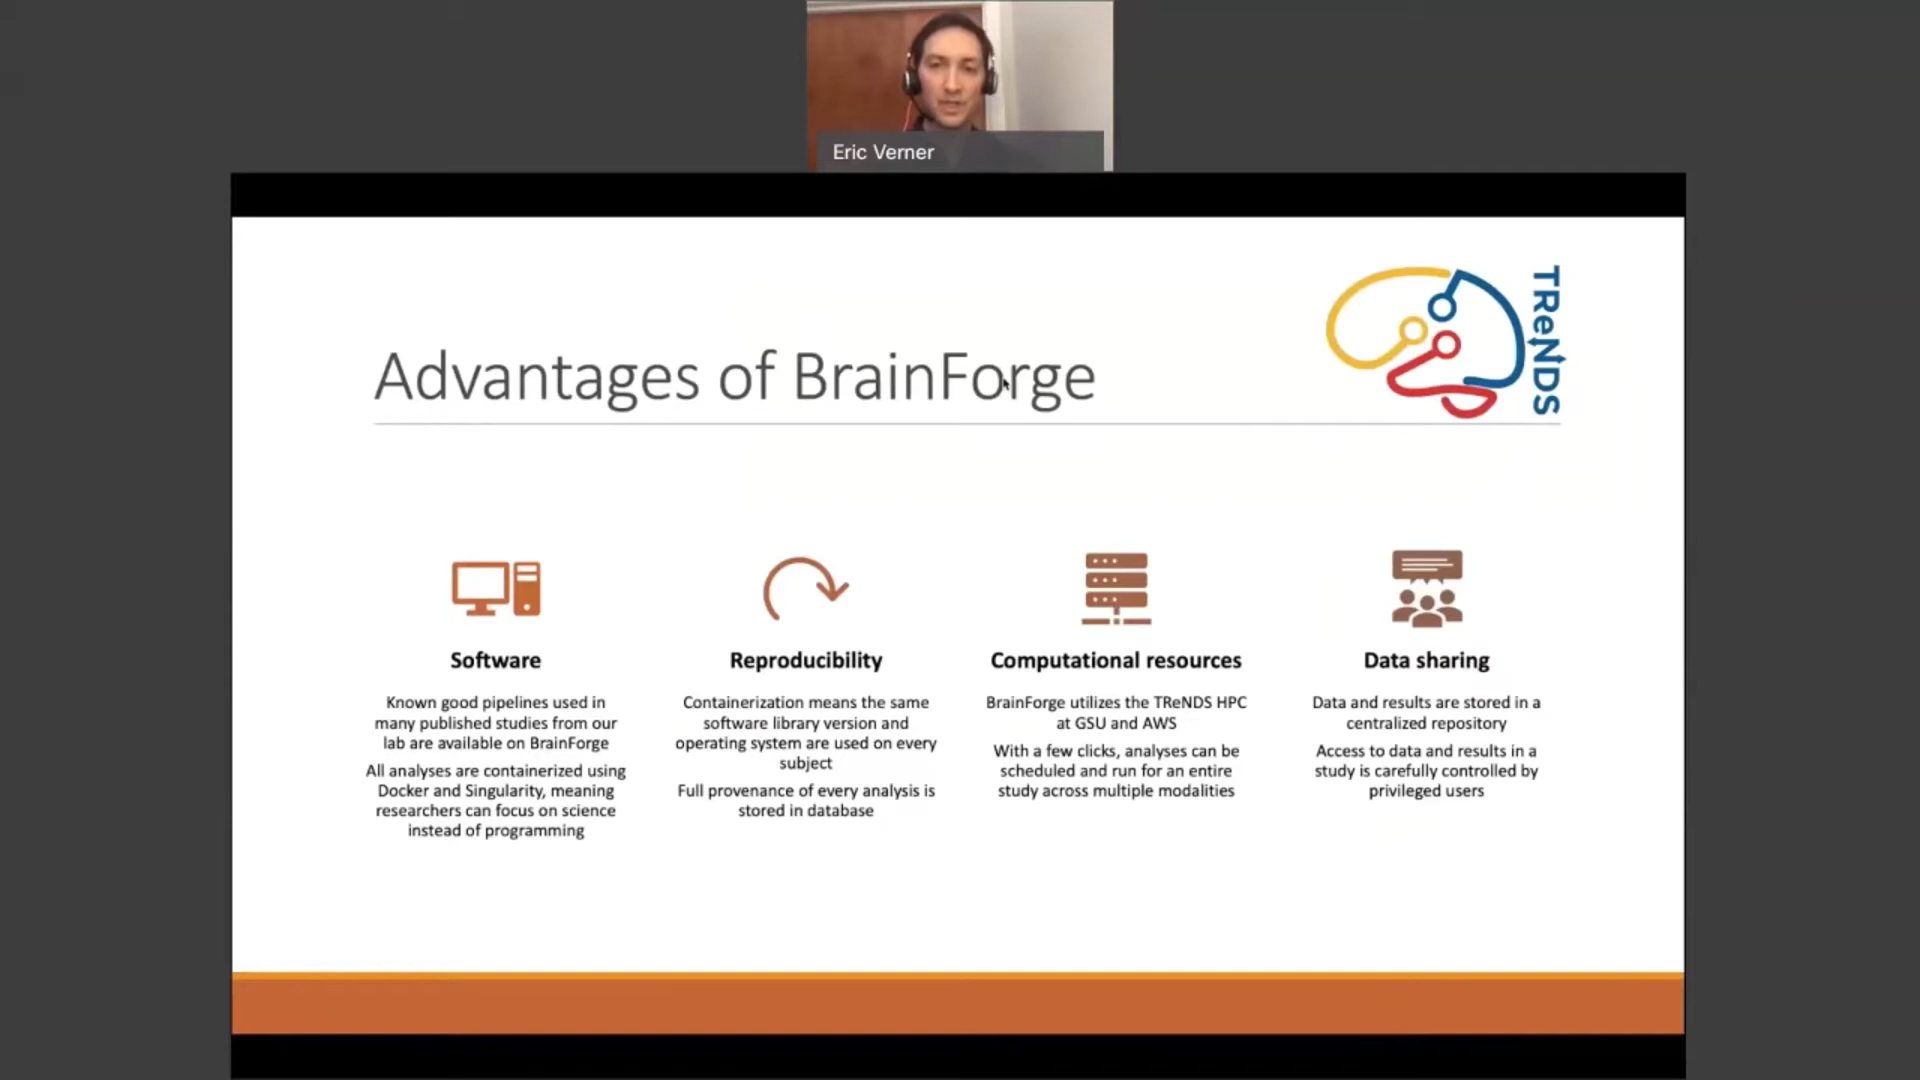 Eric Verner
TReNDS
Advantages of BrainForge
Software
Known good pipelines used in
many published studies from our
lab are available on BrainForge
All analyses are containerized using
Docker and Singularity, meaning
researchers can focus on science
instead of programming
Reproducibility
Containerization means the same
software library version and
operating system are used on every
subject
Full provenance of every analysis is
stored in database
Computational resources
BrainForge utilizes the TReNDS HPC
at GSU and AWS
With a few clicks, analyses can be
scheduled and run for an entire
study across multiple modalities
Data sharing
Data and results are stored in a
centralized repository
Access to data and results in a
study is carefully controlled by
privileged users